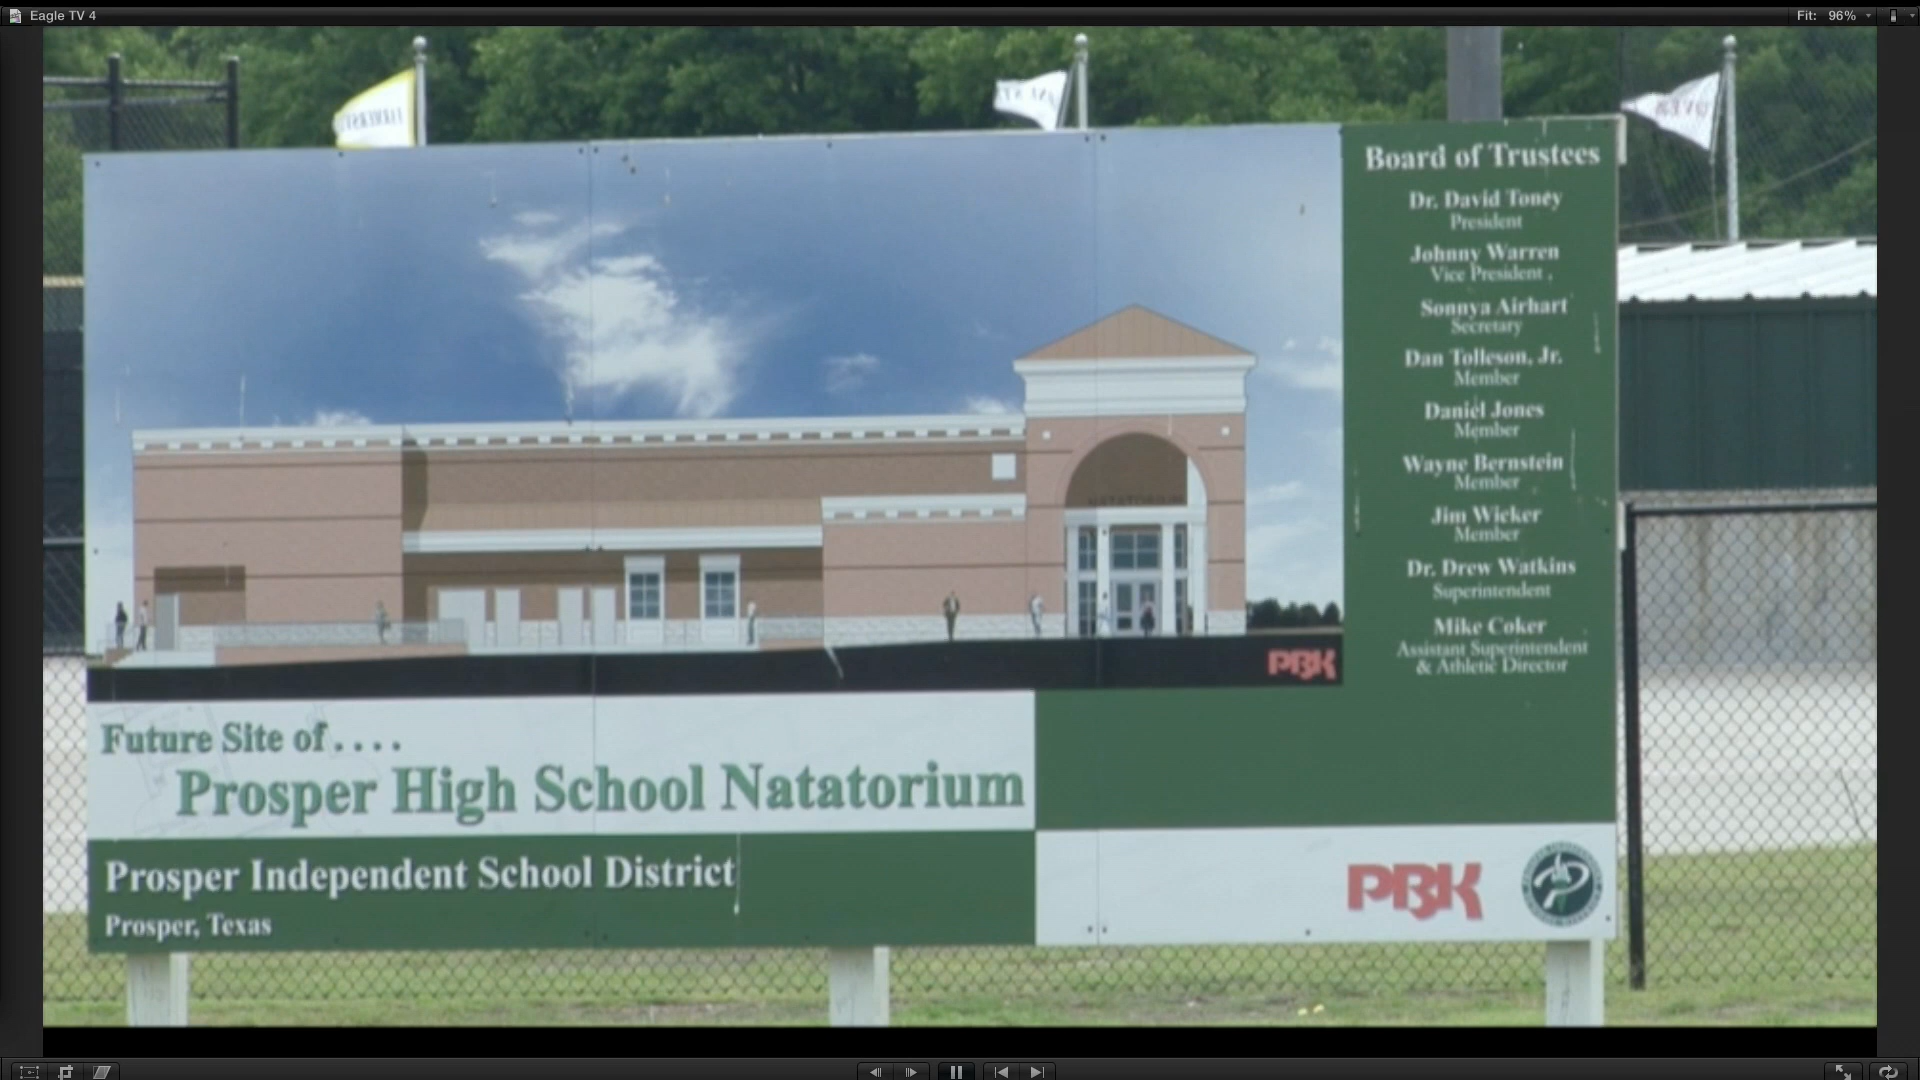 Eagle TV 4
Fit: 96%
Board of Trustees
Dr. David Toney
President
Johnny Warren
Vice President
Sonnya Airhart
Secretary
Dan Tolleson, Jr.
Member
Daniel Jones
Member
Wayne Bernstein
Member
Jim Wicker
Member
Dr. Drew Watkins
Superintendent
Mike Coker
Assistant Superintendent
& Athletic Director
NATATORIUM
PBK
Future Site of . . . .
Prosper High School Natatorium
Prosper Independent School District
Prosper, Texas
PBK